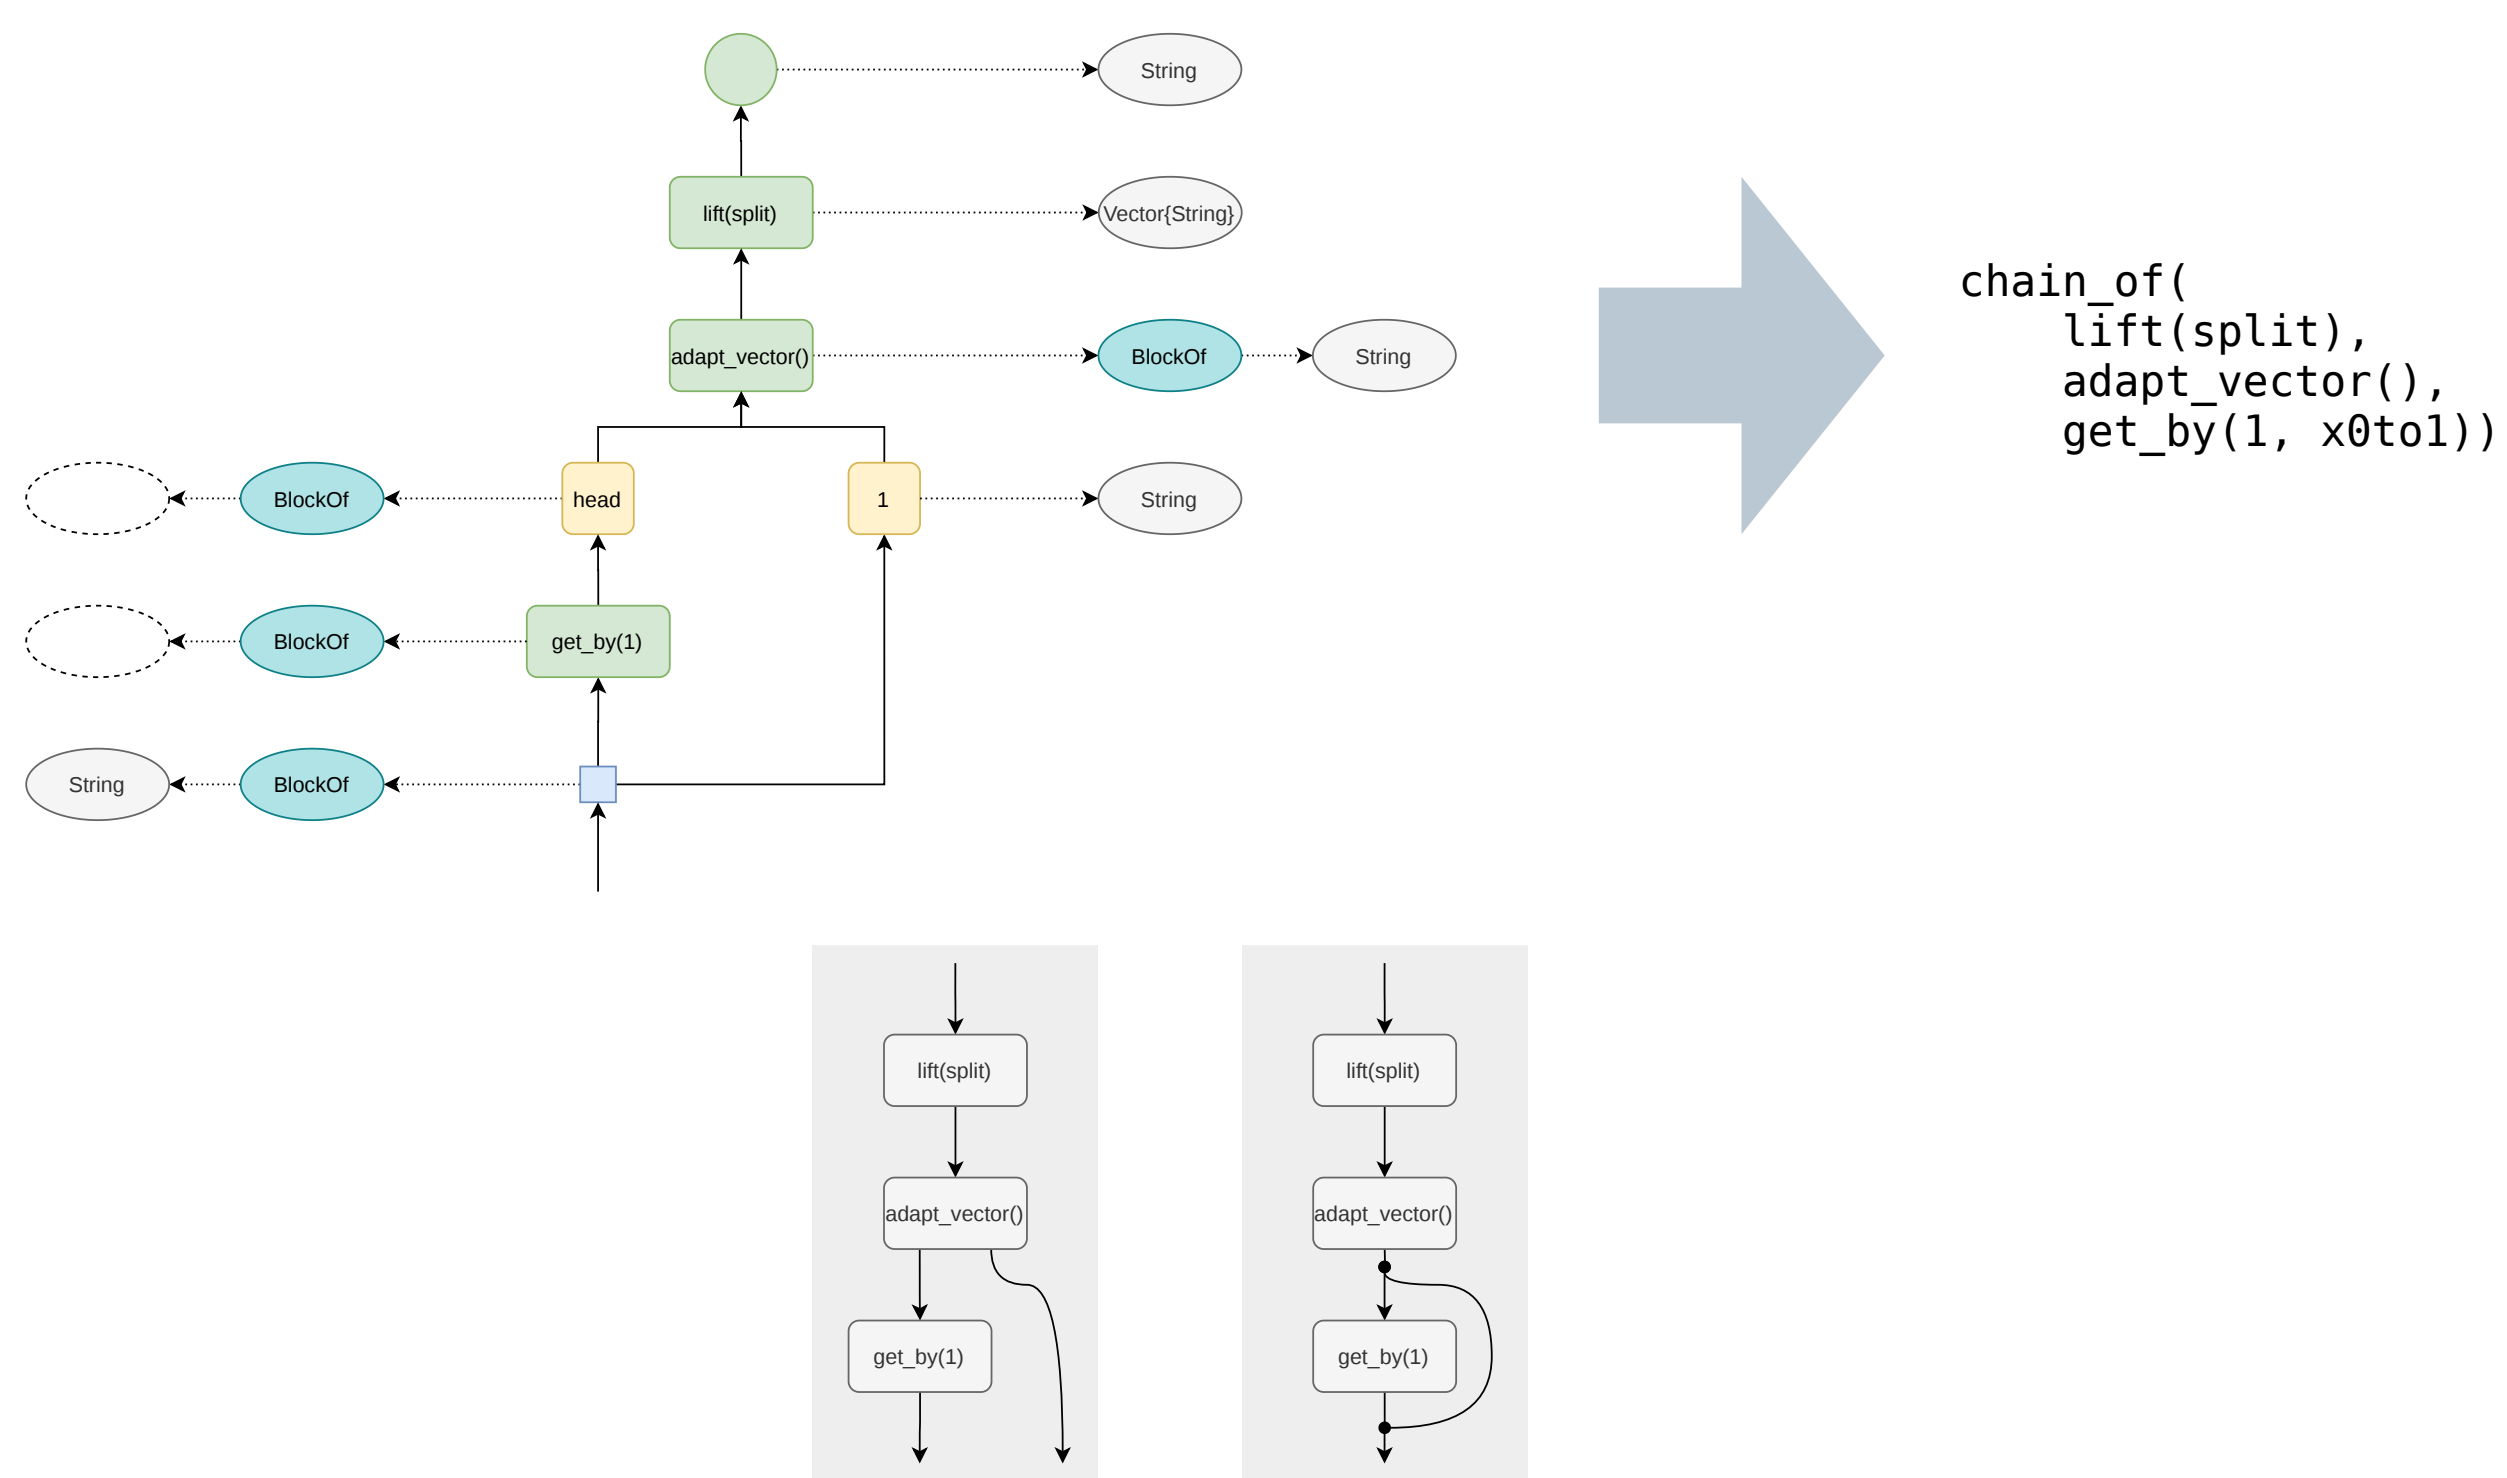 String
lift(split)
Vector{String}
adapt_vector()
BlockOf
String
BlockOf
head
1
String
BlockOf
get_by(1)
String
BlockOf
chain_of(
    lift(split),
    adapt_vector(),
    get_by(1, x0to1))
lift(split)
adapt_vector()
get_by(1)
lift(split)
adapt_vector()
get_by(1)